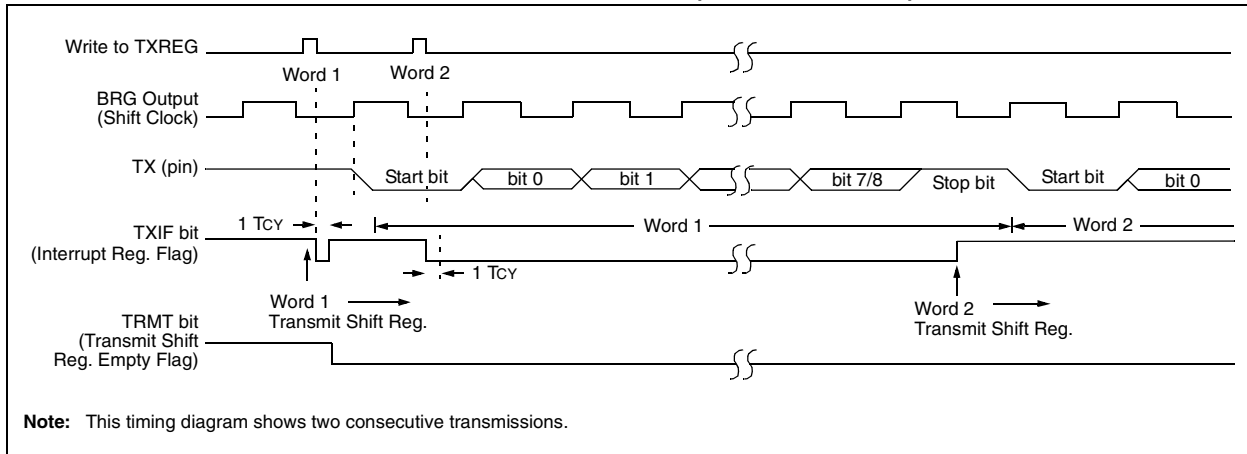 Write to TXREG
Word 1
Word 2
BRG Output
(Shift Clock)
TX (pin)
Start bit
bit 0
bit 1
bit 7/8
Stop bit
Start bit
bit 0
1 TCY
Word 1
Word 2
TXIF bit
(Interrupt Reg. Flag)
1 TCY
Word 1
Transmit Shift Reg.
Word 2
Transmit Shift Reg.
TRMT bit
(Transmit Shift
Reg. Empty Flag)
Note: This timing diagram shows two consecutive transmissions.